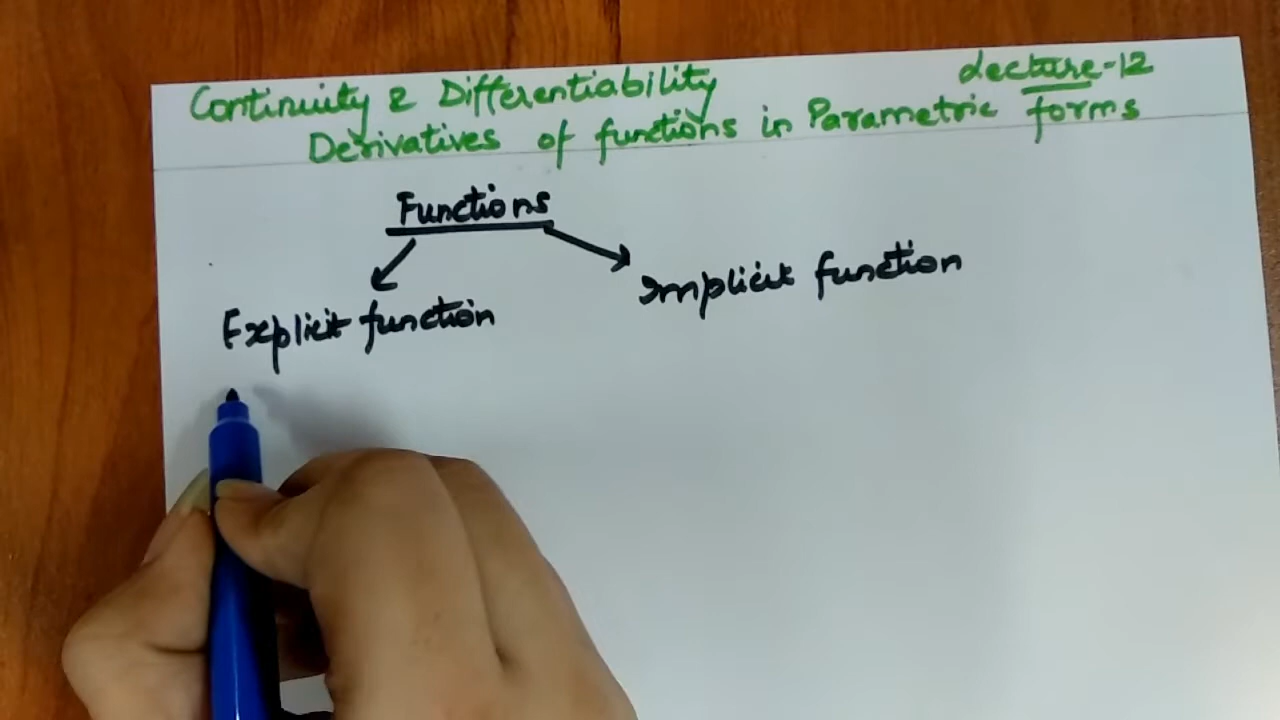 Lecture-12
Continuity & Differentiability
Derivatives of functions in Parametric forms
Functions
Explicit function
Implicit function